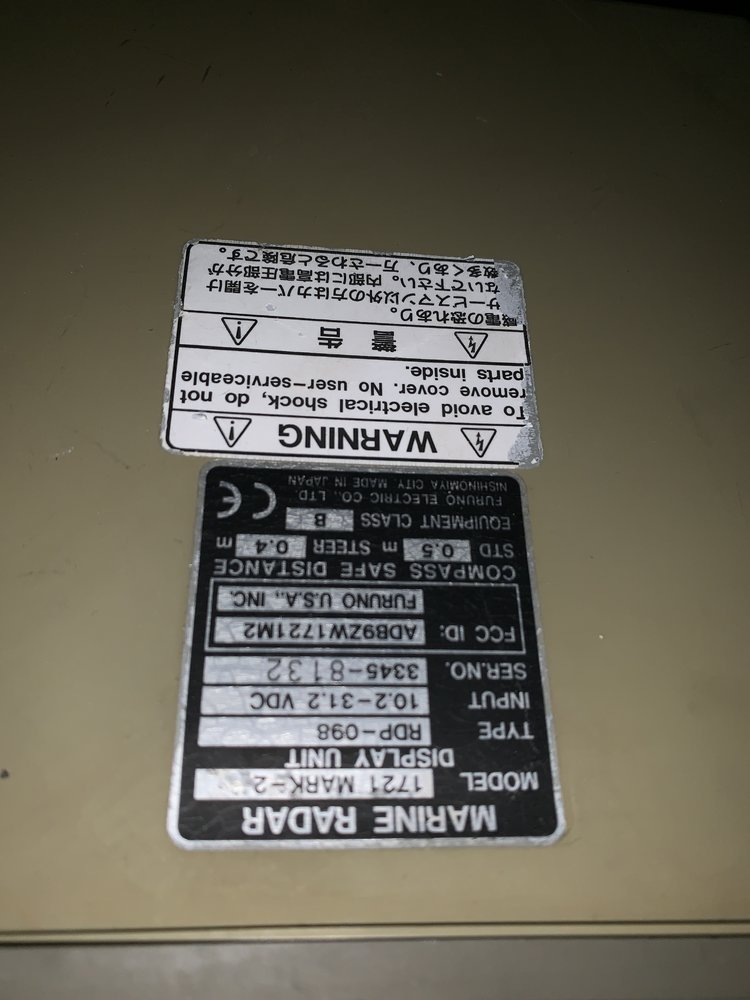 MARINE RADAR
MODEL 1721 MARK-2
DISPLAY UNIT
TYPE RDP-098
INPUT 10.2-31.2 VDC
SER.NO. 3345-8132
FCC ID: ADB9ZW1721M2
FURUNO U.S.A., INC.
COMPASS SAFE DISTANCE
STD 0.5 m STEER 0.4 m
EQUIPMENT CLASS B
FURUNO ELECTRIC CO., LTD.
NISHINOMIYA CITY, MADE IN JAPAN
CE
WARNING
To avoid electrical shock, do not
remove cover. No user-serviceable
parts inside.
警告
感電の恐れあり。
サービスマン以外の方はカバーを開け
ないで下さい。内部には高電圧部分が
数多くあり、万一さわると危険です。